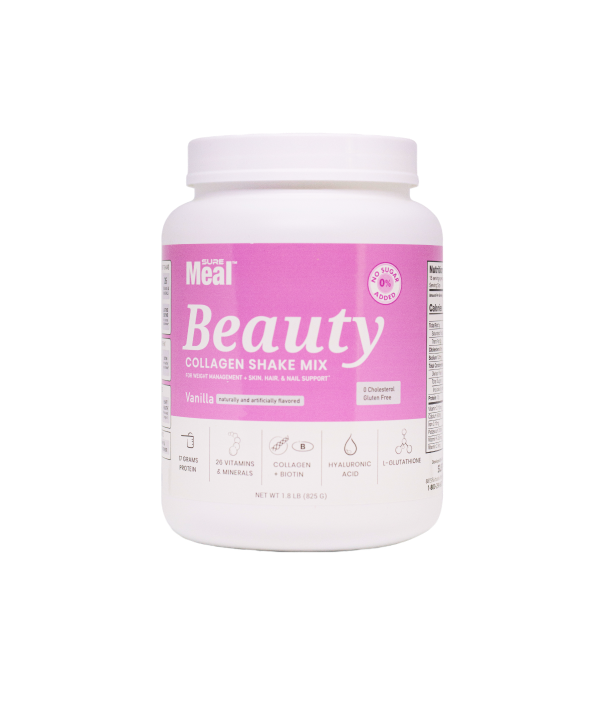 SURE
Meal™
NO SUGAR
0%
ADDED
Beauty
COLLAGEN SHAKE MIX
FOR WEIGHT MANAGEMENT + SKIN, HAIR, & NAIL SUPPORT
Vanilla naturally and artificially flavored
0 Cholesterol
Gluten Free
17 GRAMS
PROTEIN
26 VITAMINS
& MINERALS
B
COLLAGEN
+ BIOTIN
HYALURONIC
ACID
L-GLUTATHIONE
NET WT 1.8 LB (825 G)